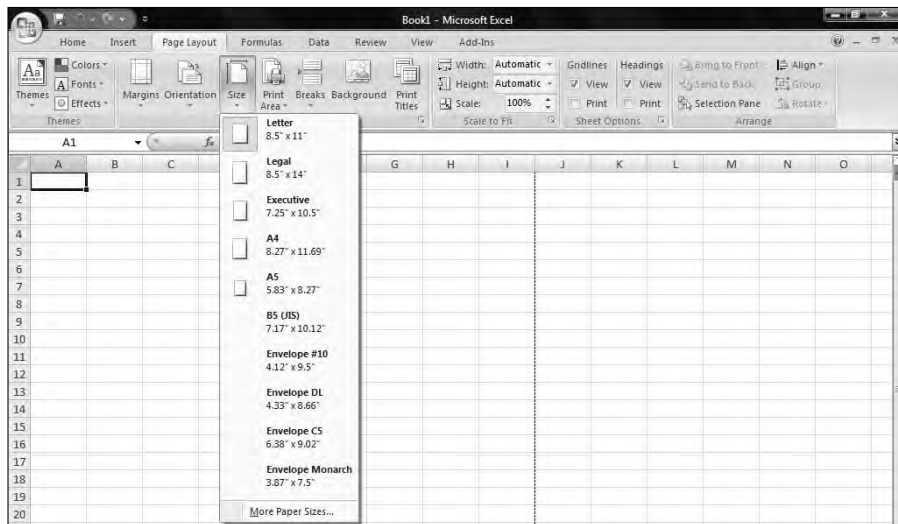 Book1 - Microsoft Excel
Home Insert Page Layout Formulas Data Review View Add-Ins
Aa Colors Fonts Effects Themes
Margins Orientation Size Print Area Breaks Background Print Titles
Width: Automatic Gridlines Headings Bring to Front Align
Height: Automatic View View Send to Back Group
Scale: 100% Print Print Selection Pane Rotate
Themes Scale to Fit Sheet Options Arrange
A1 fx
A B C G H I J K L M N O
Letter
8.5" x 11"
Legal
8.5" x 14"
Executive
7.25" x 10.5"
A4
8.27" x 11.69"
A5
5.83" x 8.27"
B5 (JIS)
7.17" x 10.12"
Envelope #10
4.12" x 9.5"
Envelope DL
4.33" x 8.66"
Envelope C5
6.38" x 9.02"
Envelope Monarch
3.87" x 7.5"
More Paper Sizes...
1
2
3
4
5
6
7
8
9
10
11
12
13
14
15
16
17
18
19
20